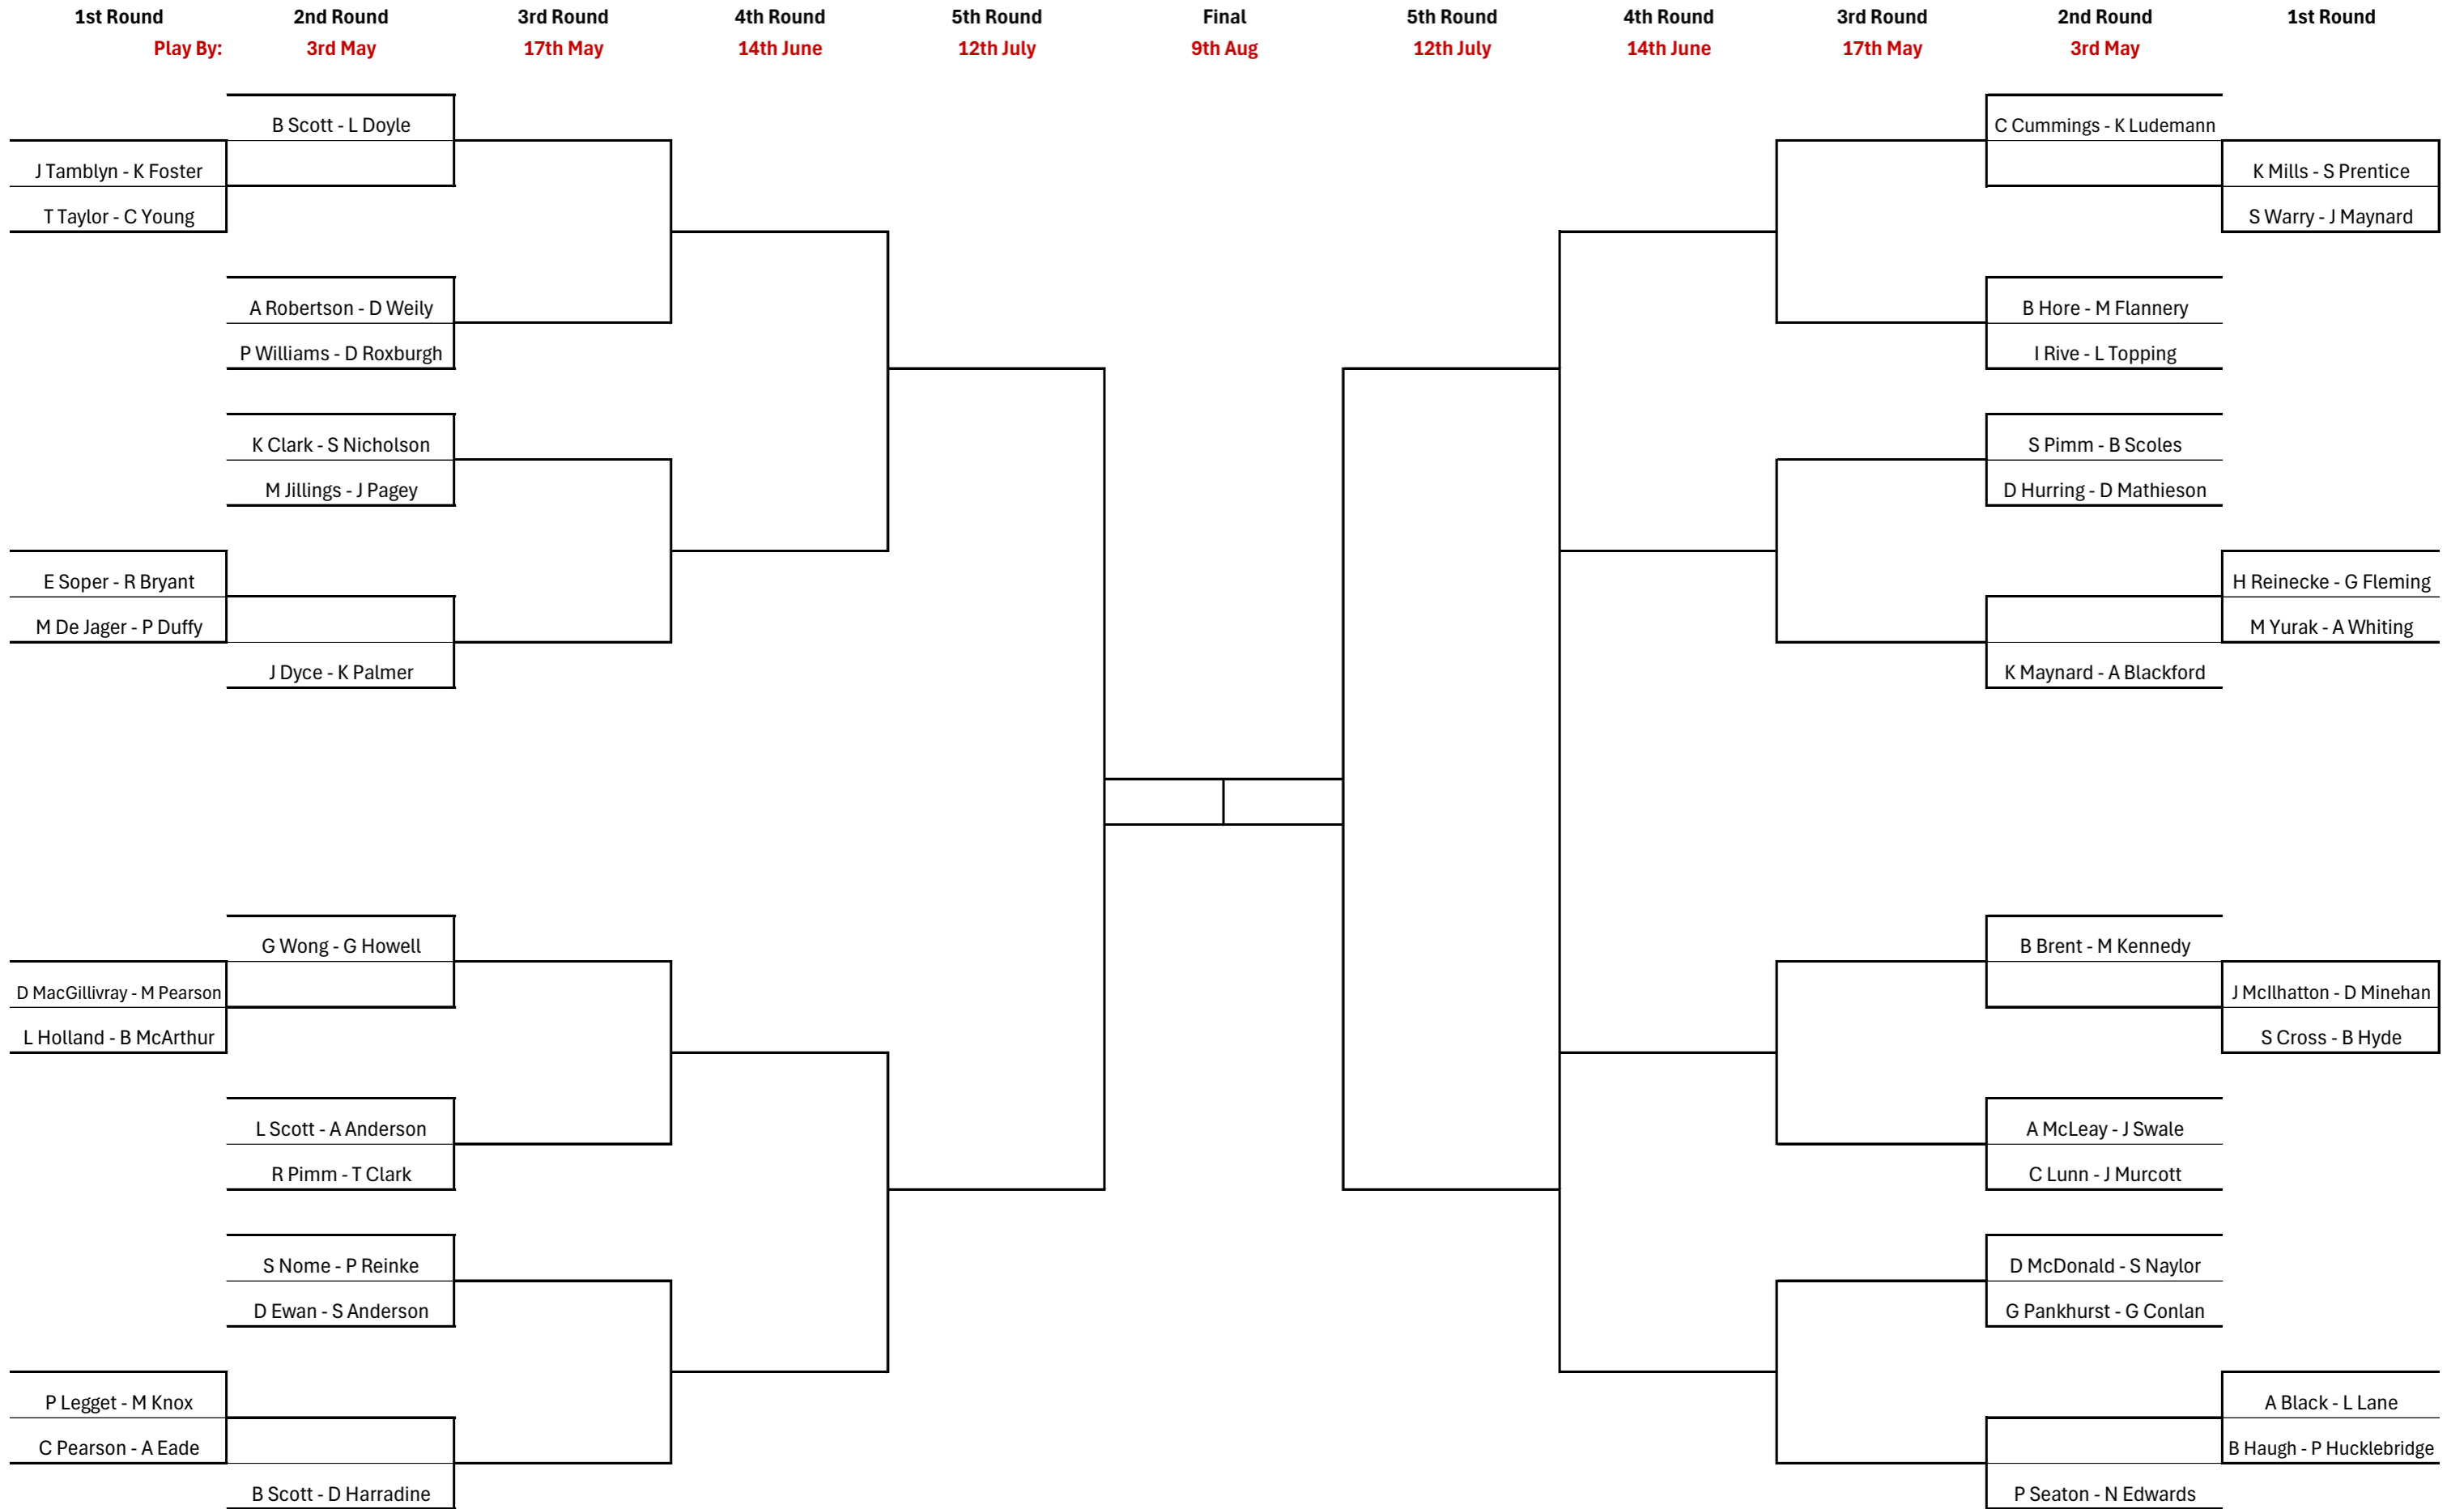 1st Round 2nd Round 3rd Round 4th Round 5th Round Final 5th Round 4th Round 3rd Round 2nd Round 1st Round
Play By: 3rd May 17th May 14th June 12th July 9th Aug 12th July 14th June 17th May 3rd May
B Scott - L Doyle C Cummings - K Ludemann
J Tamblyn - K Foster K Mills - S Prentice
T Taylor - C Young S Warry - J Maynard
A Robertson - D Weily B Hore - M Flannery
P Williams - D Roxburgh I Rive - L Topping
K Clark - S Nicholson S Pimm - B Scoles
M Jillings - J Pagey D Hurring - D Mathieson
E Soper - R Bryant H Reinecke - G Fleming
M De Jager - P Duffy M Yurak - A Whiting
J Dyce - K Palmer K Maynard - A Blackford
G Wong - G Howell B Brent - M Kennedy
D MacGillivray - M Pearson J McIlhatton - D Minehan
L Holland - B McArthur S Cross - B Hyde
L Scott - A Anderson A McLeay - J Swale
R Pimm - T Clark C Lunn - J Murcott
S Nome - P Reinke D McDonald - S Naylor
D Ewan - S Anderson G Pankhurst - G Conlan
P Legget - M Knox A Black - L Lane
C Pearson - A Eade B Haugh - P Hucklebridge
B Scott - D Harradine P Seaton - N Edwards